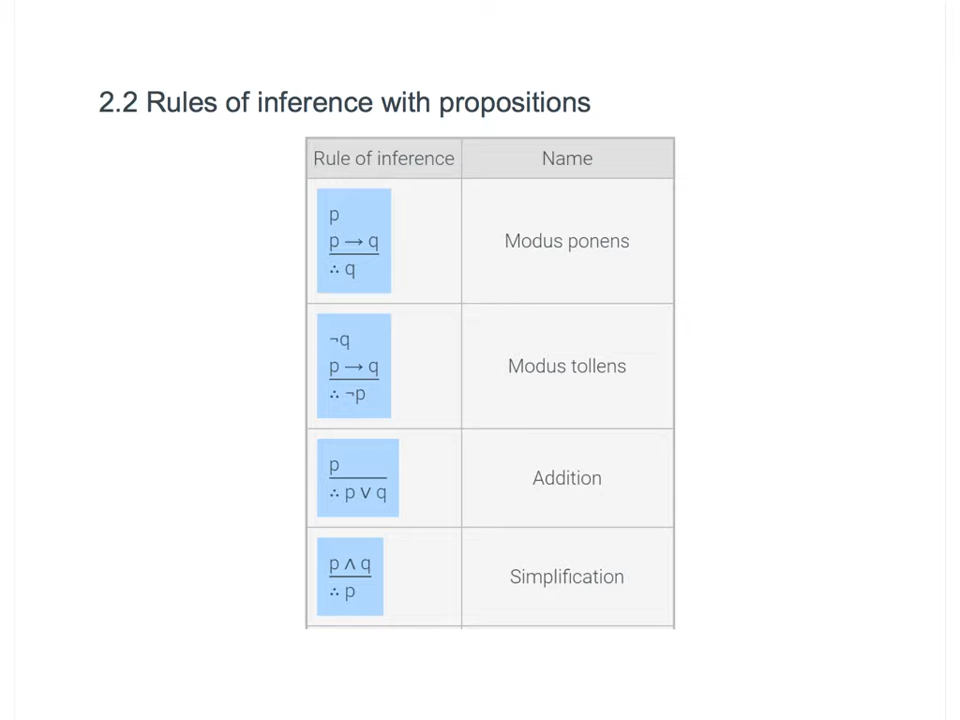 2.2 Rules of inference with propositions
Rule of inference
Name
p
p → q
∴ q
Modus ponens
¬q
p → q
∴ ¬p
Modus tollens
p
∴ p ∨ q
Addition
p ∧ q
∴ p
Simplification